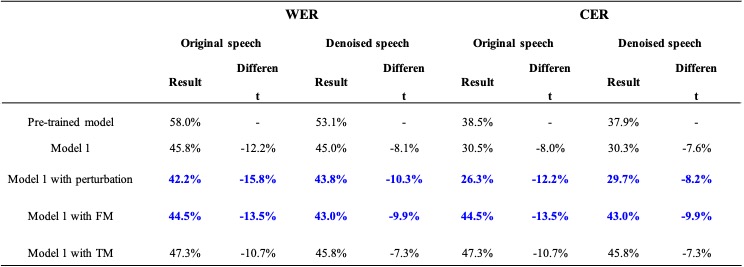 WER CER
Original speech Denoised speech Original speech Denoised speech
Result Differen t Result Differen t Result Differen t Result Differen t
Pre-trained model 58.0% - 53.1% - 38.5% - 37.9% -
Model 1 45.8% -12.2% 45.0% -8.1% 30.5% -8.0% 30.3% -7.6%
Model 1 with perturbation 42.2% -15.8% 43.8% -10.3% 26.3% -12.2% 29.7% -8.2%
Model 1 with FM 44.5% -13.5% 43.0% -9.9% 44.5% -13.5% 43.0% -9.9%
Model 1 with TM 47.3% -10.7% 45.8% -7.3% 47.3% -10.7% 45.8% -7.3%